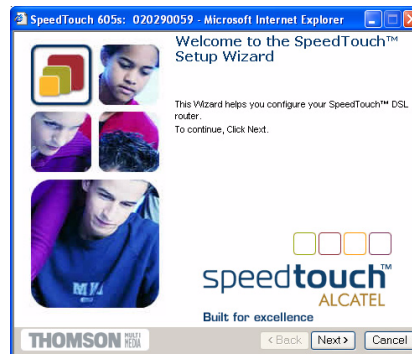 SpeedTouch 605s: 020290059 - Microsoft Internet Explorer
Welcome to the SpeedTouch™
Setup Wizard
This Wizard helps you configure your SpeedTouch™ DSL
router.
To continue, Click Next.
speedtouch™
ALCATEL
Built for excellence
THOMSON MULTI MEDIA
< Back Next > Cancel